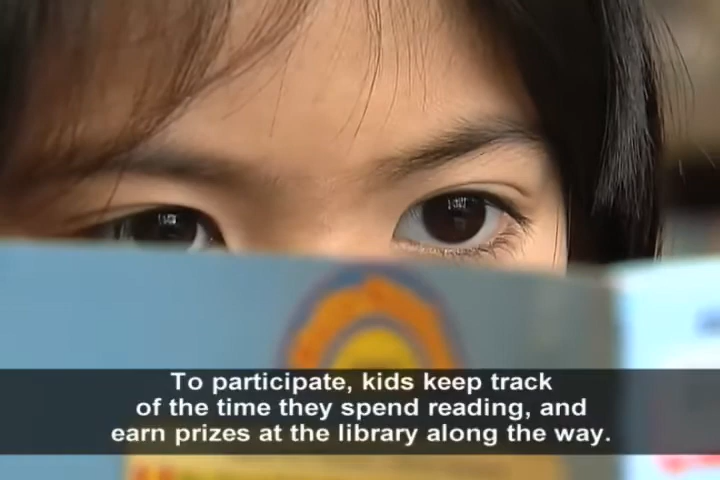 To participate, kids keep track
of the time they spend reading, and
earn prizes at the library along the way.